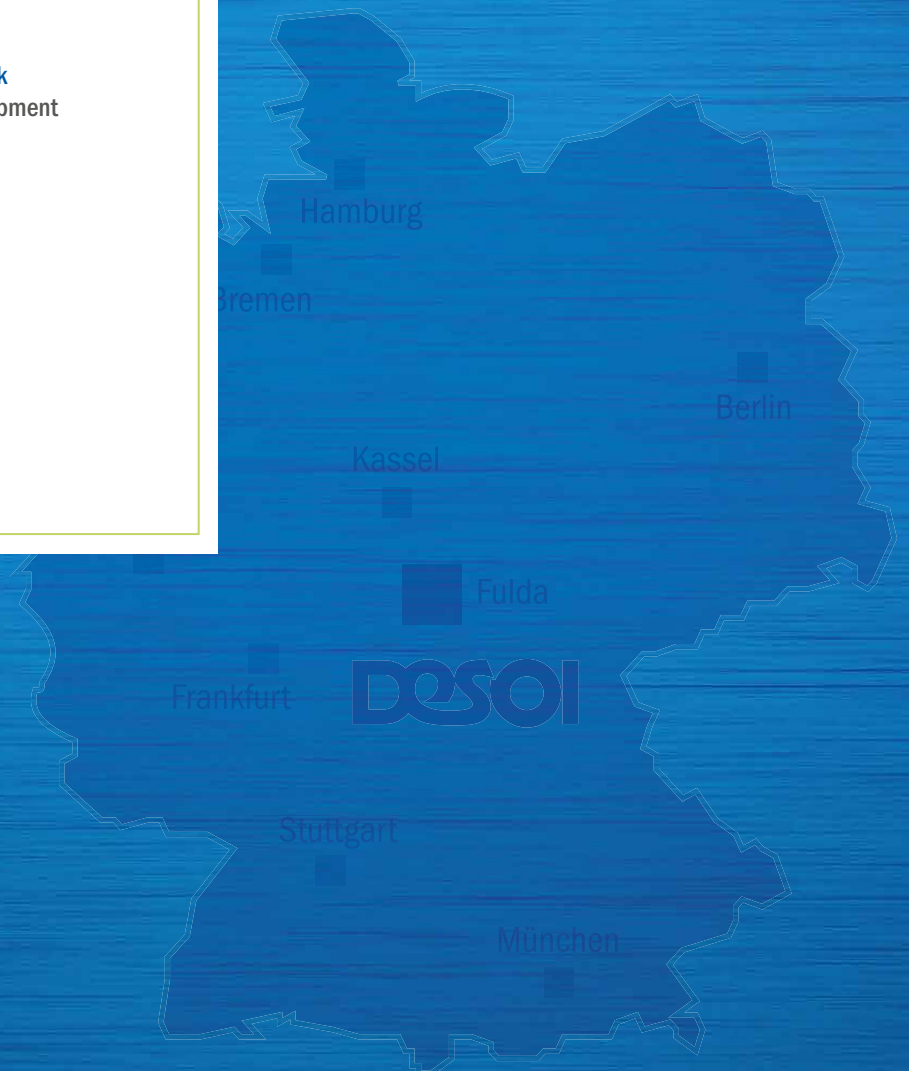 k
pment
Hamburg
Bremen
Berlin
Kassel
Fulda
Frankfurt
DESOI
Stuttgart
München